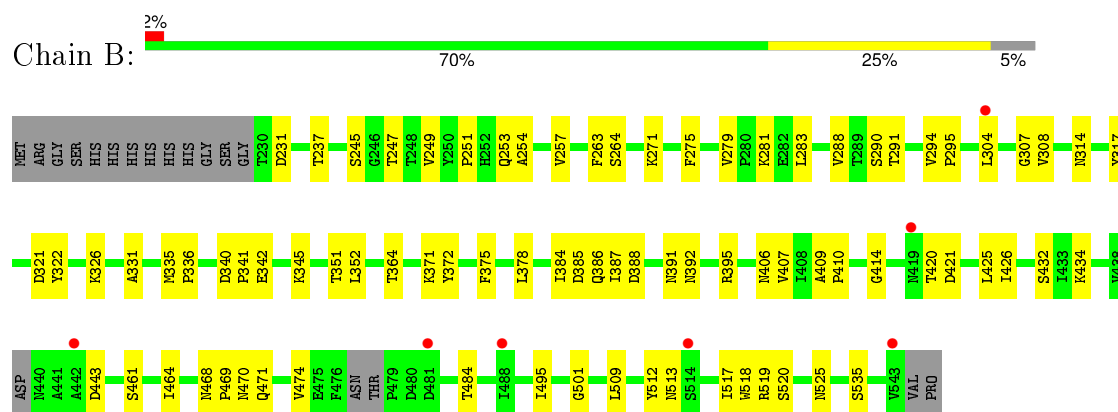 2%
Chain B:
70% 25% 5%
MET ARG GLY SER HIS HIS HIS HIS HIS HIS GLY SER GLY T230 D231 T237 S245 G246 T247 T248 V249 Y250 P251 H252 Q253 A254 V257 F263 S264 K271 F275 V279 P280 K281 E282 L283 V288 T289 S290 T291 V294 P295 L304 G307 V308 N314 Y317
D321 Y322 K326 A331 M335 P336 D340 P341 E342 K345 T351 L352 T364 K371 Y372 F375 L378 I384 D385 Q386 I387 D388 N391 N392 R395 N406 V407 I408 A409 P410 G414 N419 T420 D421 L425 I426 S432 I433 K434 V438
ASP N440 A441 A442 D443 S461 I464 N468 P469 N470 Q471 V474 E475 F476 ASN THR P479 D480 D481 T484 I488 I495 G501 L509 Y512 N513 S514 I517 W518 R519 S520 N525 S535 V543 VAL PRO